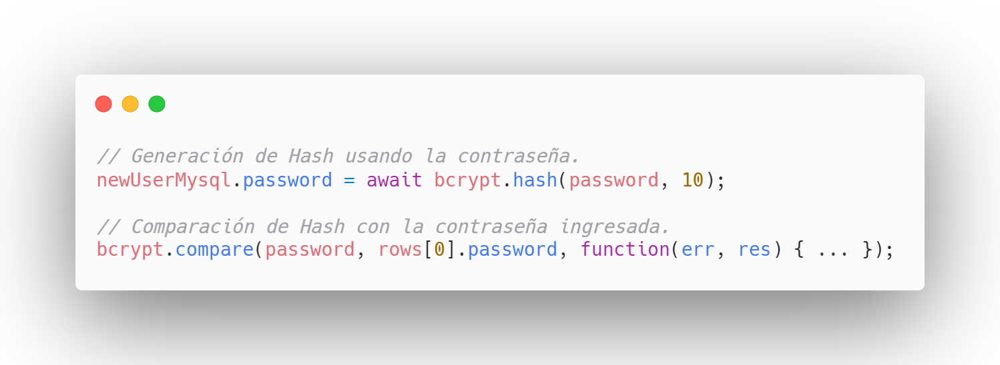 // Generación de Hash usando la contraseña.
newUserMysql.password = await bcrypt.hash(password, 10);
// Comparación de Hash con la contraseña ingresada.
bcrypt.compare(password, rows[0].password, function(err, res) { ... });